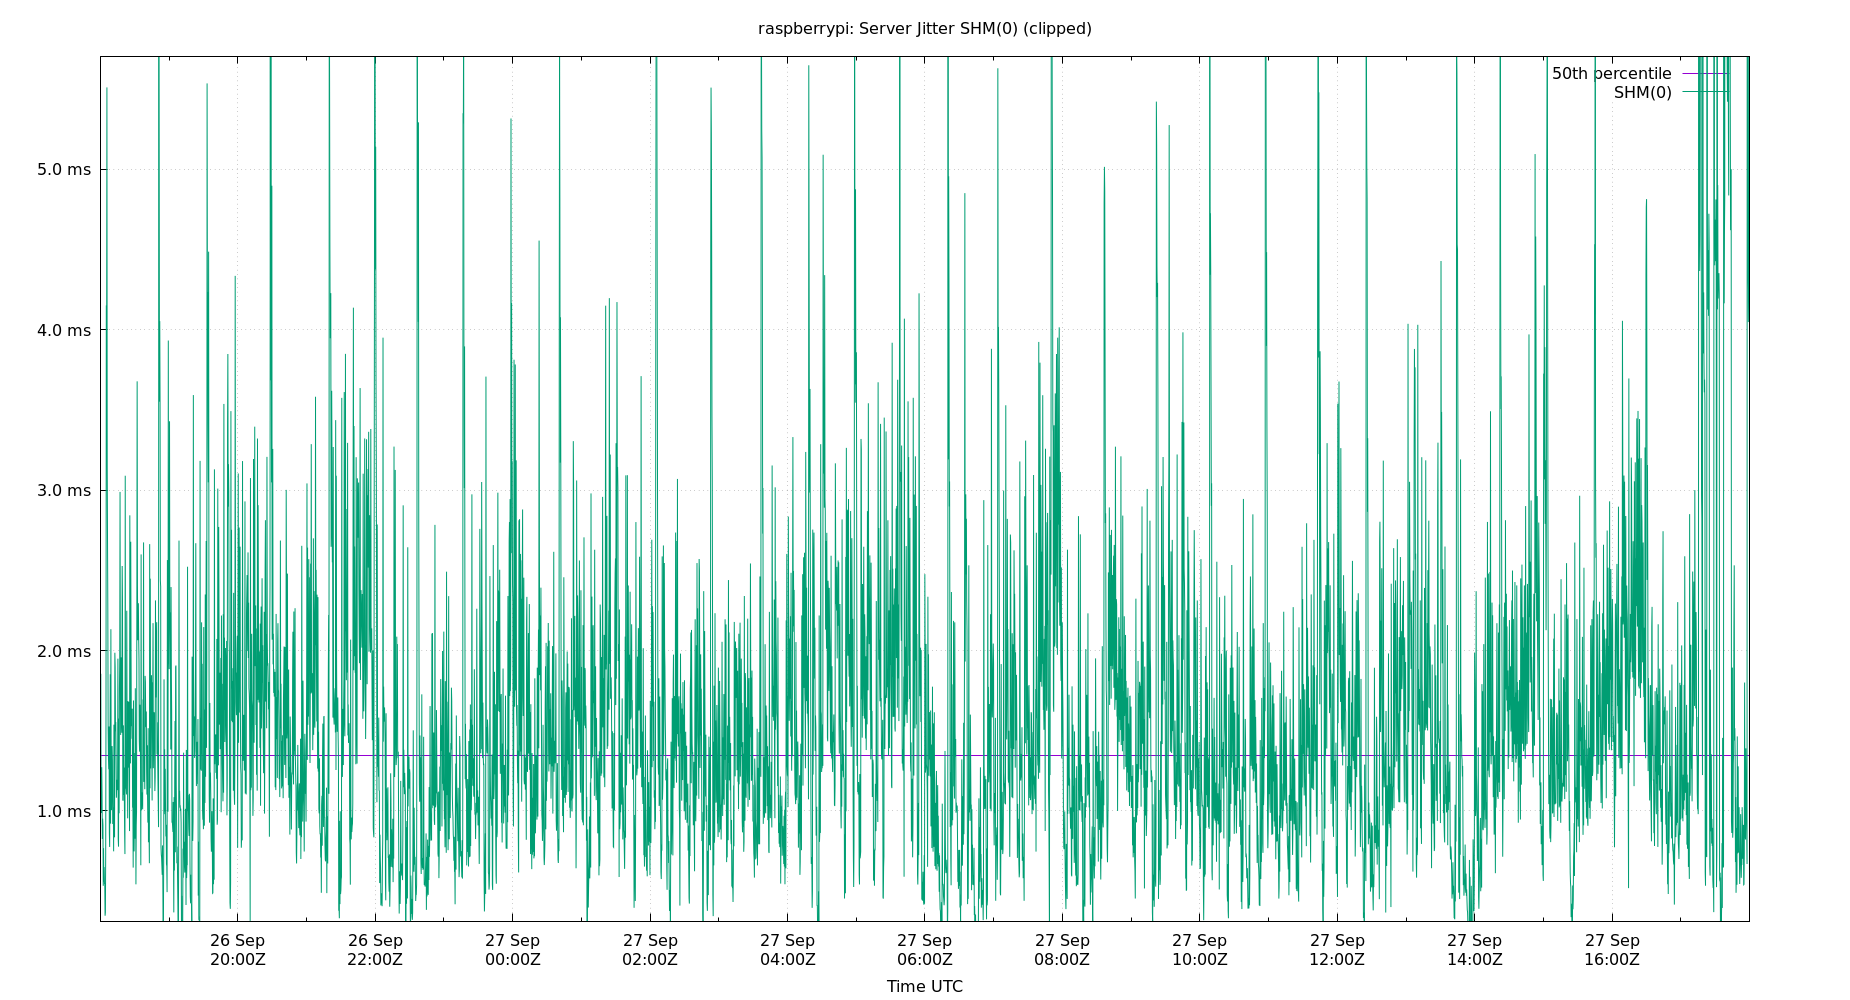 raspberrypi: Server Jitter SHM(0) (clipped)
50th percentile
SHM(0)
5.0 ms
4.0 ms
3.0 ms
2.0 ms
1.0 ms
26 Sep 26 Sep 27 Sep 27 Sep 27 Sep 27 Sep 27 Sep 27 Sep 27 Sep 27 Sep 27 Sep
20:00Z 22:00Z 00:00Z 02:00Z 04:00Z 06:00Z 08:00Z 10:00Z 12:00Z 14:00Z 16:00Z
Time UTC